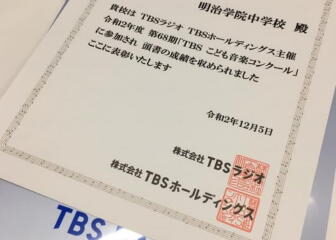 明治学院中学校 殿
貴校は TBSラジオ TBSホールディングス主催
令和2年度 第68期「TBS こども音楽コンクール」
に参加され 頭書の成績を収められました
ここに表彰いたします
令和2年12月5日
株式会社 TBSラジオ
株式会社 TBSホールディングス
TBS